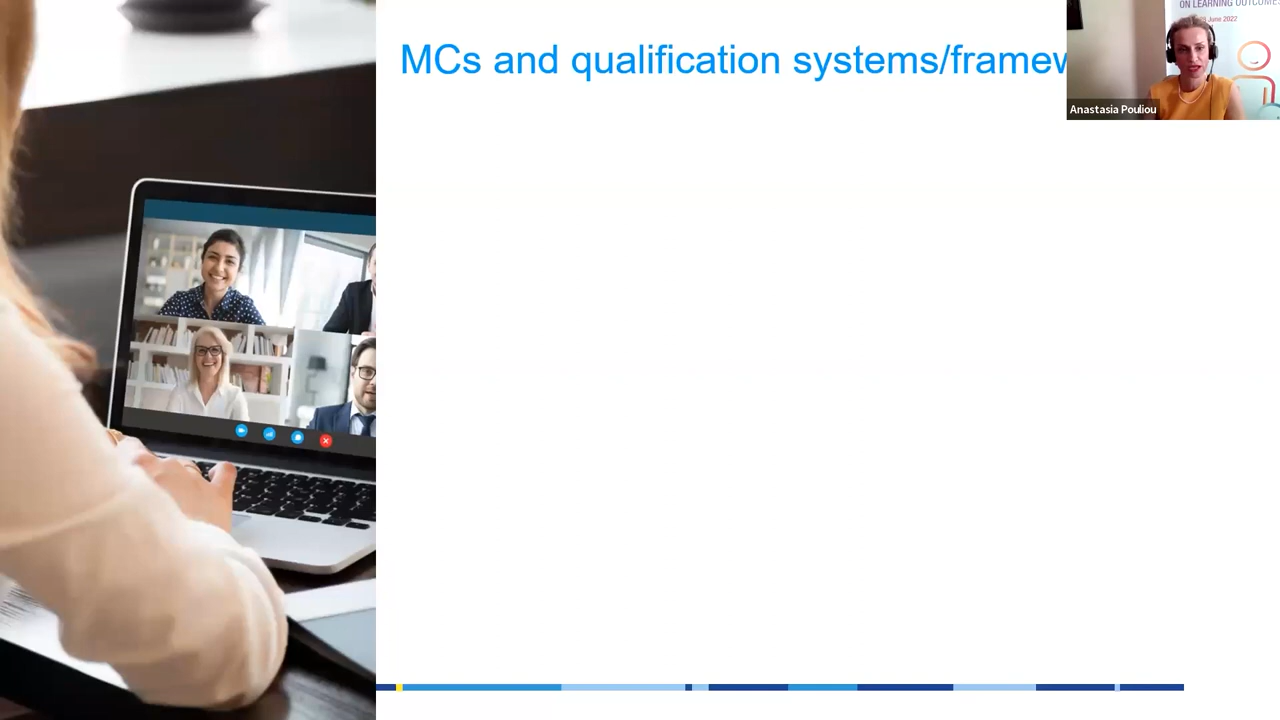 MCs and qualification systems/framew
ON LEARNING OUTCOMES
June 2022
Anastasia Pouliou